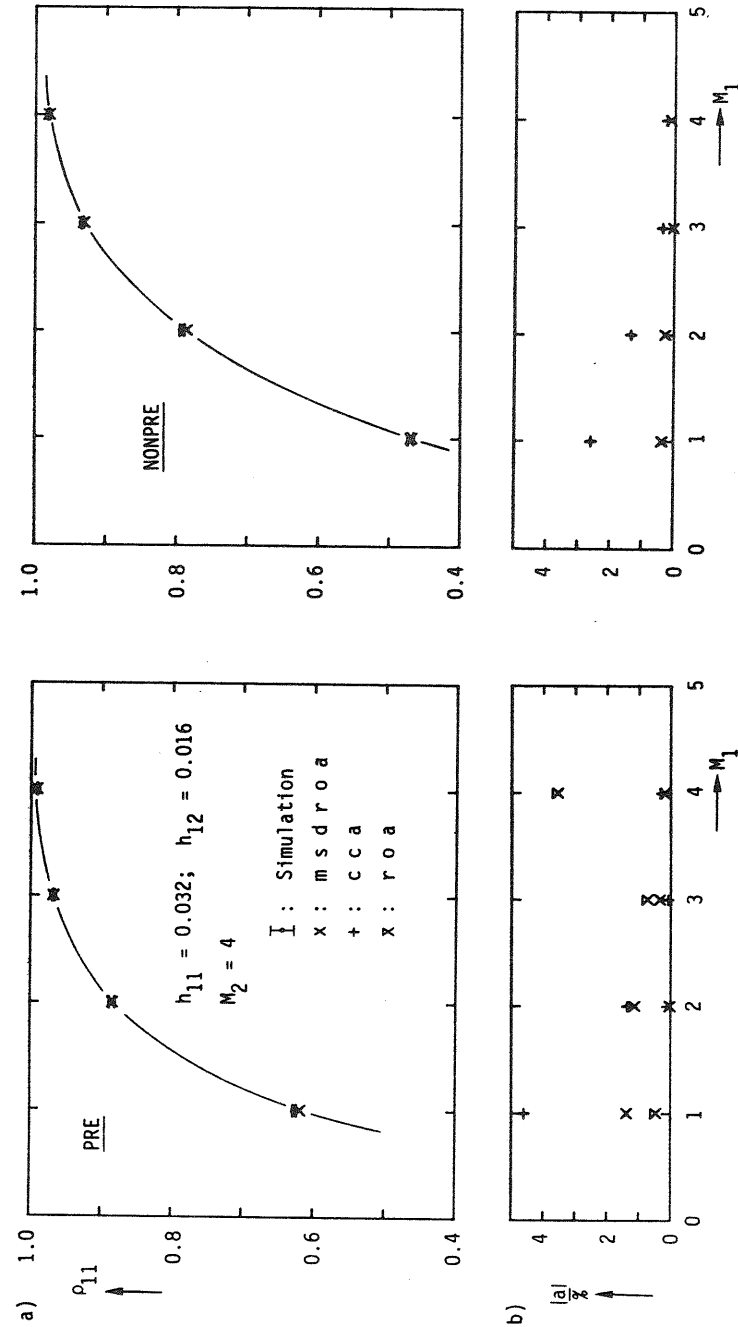 a)
ρ11
1.0
0.8
0.6
0.4
PRE
h11 = 0.032; h12 = 0.016
M2 = 4
: Simulation
x : m s d r o a
+ : c c a
x̄ : r o a
1.0
0.8
0.6
0.4
NONPRE
b)
|a|
%
4
2
0
0
1
2
3
4
5
M1
4
2
0
0
1
2
3
4
5
M1